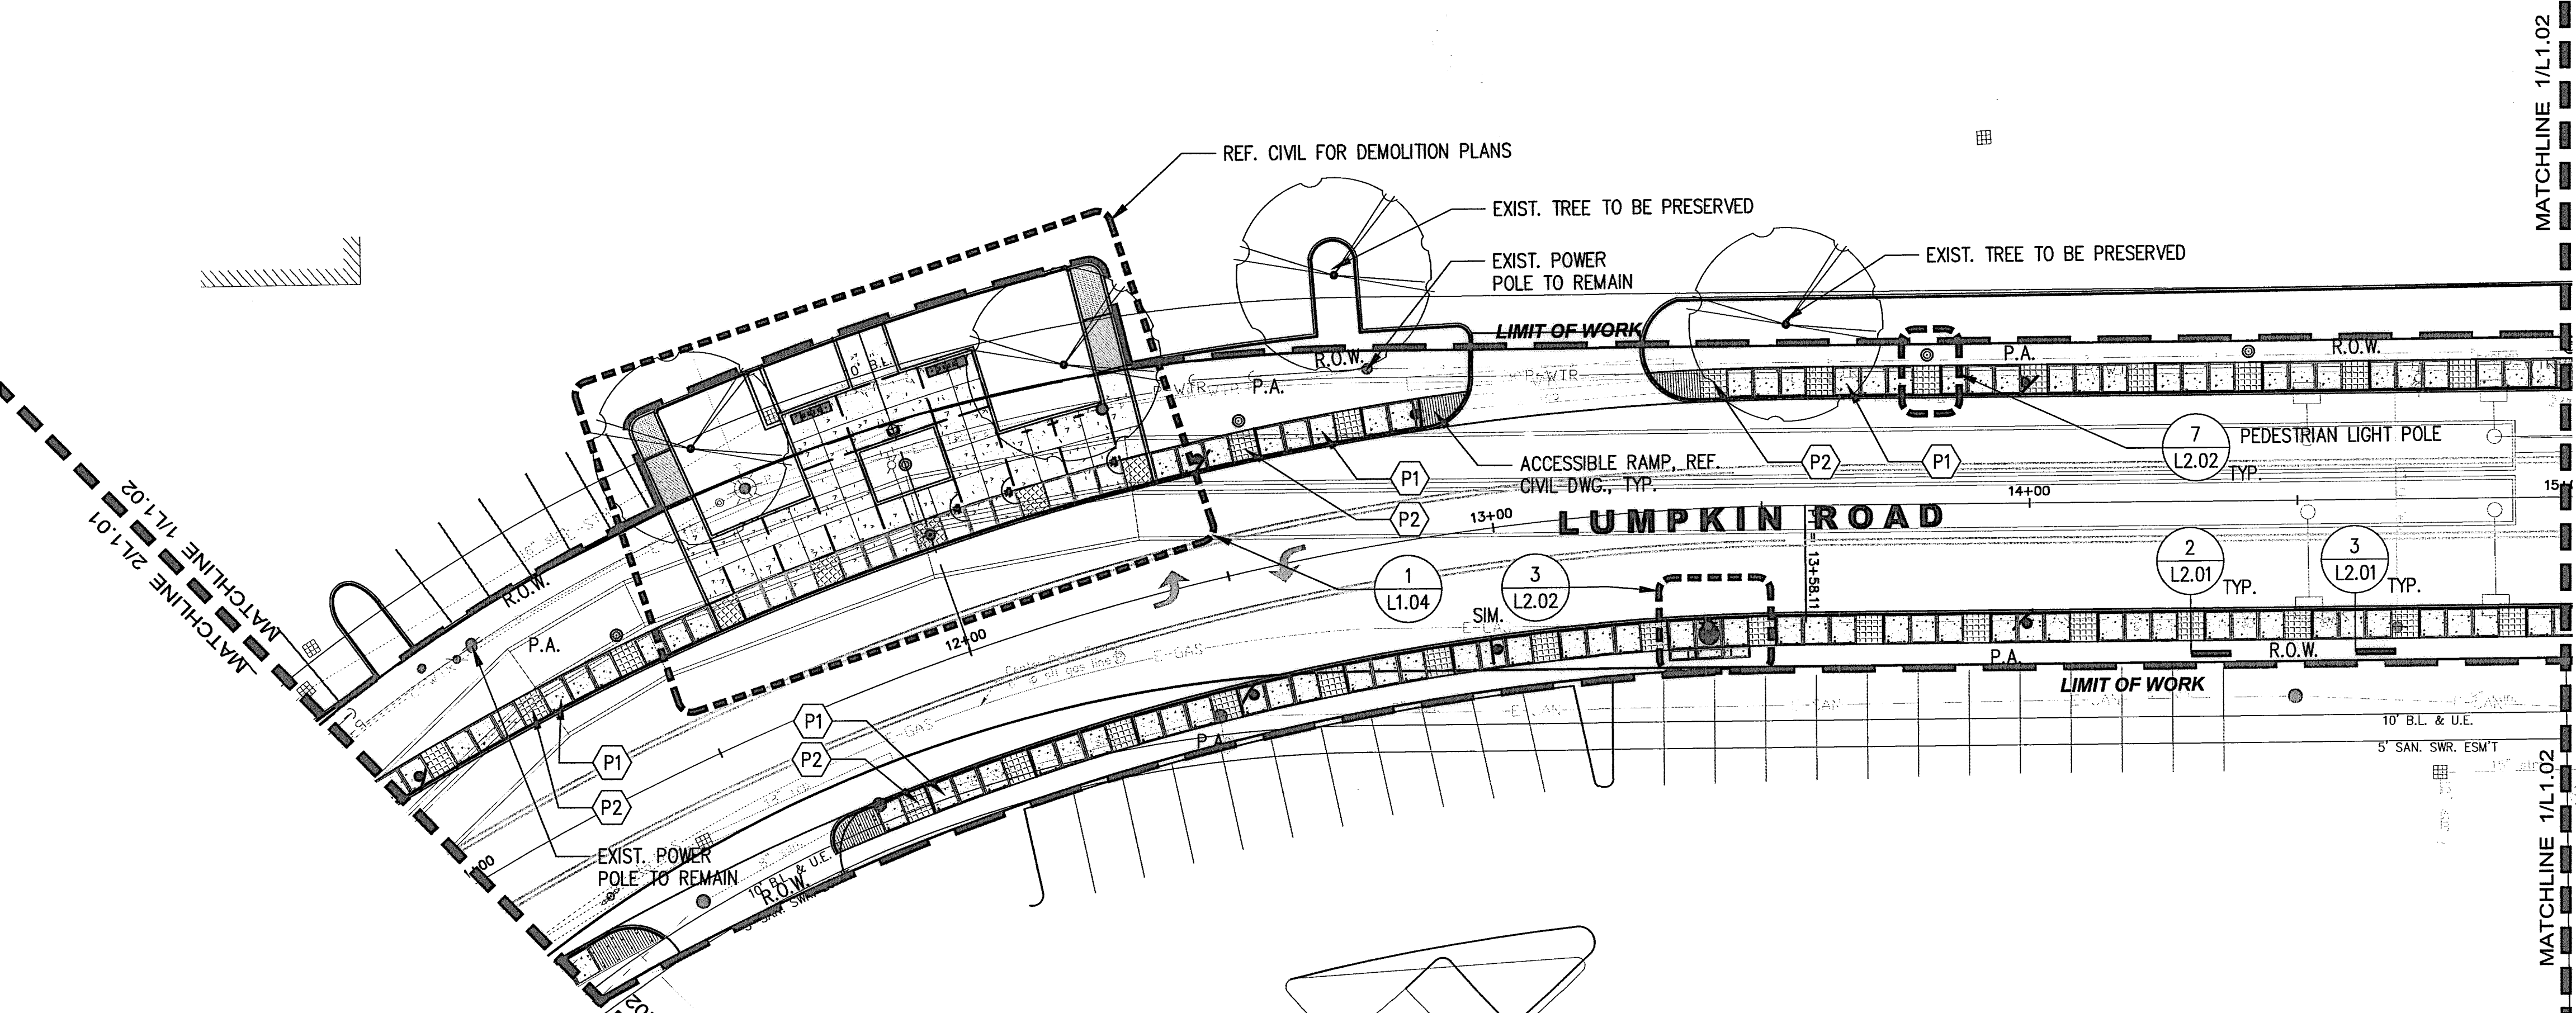 MATCHLINE 1/L1.02
REF. CIVIL FOR DEMOLITION PLANS
EXIST. TREE TO BE PRESERVED
EXIST. POWER
POLE TO REMAIN
EXIST. TREE TO BE PRESERVED
LIMIT OF WORK
R.O.W.
P.A.
R.O.W.
P.A.
P1
P2
ACCESSIBLE RAMP, REF.
CIVIL DWG., TYP.
P2
P1
7
L2.02
PEDESTRIAN LIGHT POLE
TYP.
MATCHLINE 1/L1.02
MATCHLINE 2/L1.01
R.O.W.
P.A.
12+00
13+00
14+00
LUMPKIN ROAD
13+58.11
1
L1.04
3
L2.02
SIM.
2
L2.01
TYP.
3
L2.01
TYP.
E-GAS
GAS
P.A.
R.O.W.
LIMIT OF WORK
P.A.
P1
P2
P1
P2
EXIST. POWER
POLE TO REMAIN
10' B.L. & U.E.
R.O.W.
10' B.L. & U.E.
5' SAN. SWR. ESM'T
MATCHLINE 1/L1.02